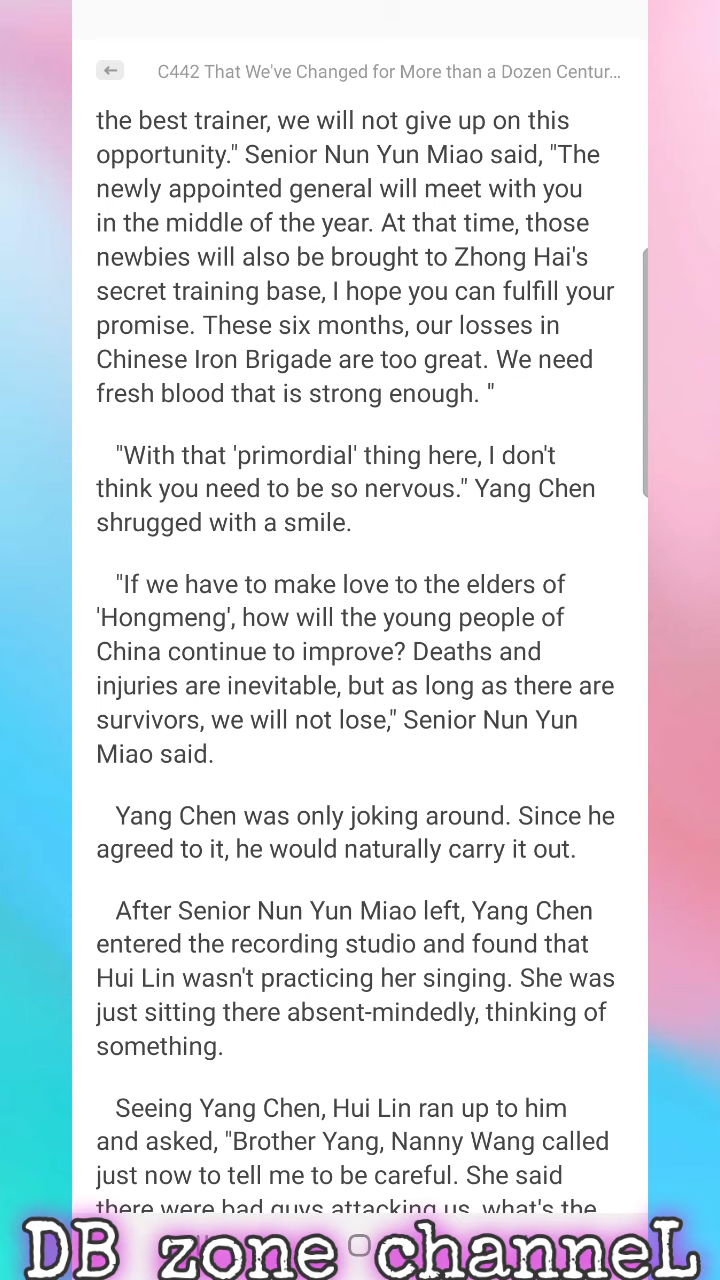 C442 That We've Changed for More than a Dozen Centur...
the best trainer, we will not give up on this
opportunity." Senior Nun Yun Miao said, "The
newly appointed general will meet with you
in the middle of the year. At that time, those
newbies will also be brought to Zhong Hai's
secret training base, I hope you can fulfill your
promise. These six months, our losses in
Chinese Iron Brigade are too great. We need
fresh blood that is strong enough. "
"With that 'primordial' thing here, I don't
think you need to be so nervous." Yang Chen
shrugged with a smile.
"If we have to make love to the elders of
'Hongmeng', how will the young people of
China continue to improve? Deaths and
injuries are inevitable, but as long as there are
survivors, we will not lose," Senior Nun Yun
Miao said.
Yang Chen was only joking around. Since he
agreed to it, he would naturally carry it out.
After Senior Nun Yun Miao left, Yang Chen
entered the recording studio and found that
Hui Lin wasn't practicing her singing. She was
just sitting there absent-mindedly, thinking of
something.
Seeing Yang Chen, Hui Lin ran up to him
and asked, "Brother Yang, Nanny Wang called
just now to tell me to be careful. She said
there were bad guys attacking us, what's the
DB zone channeL